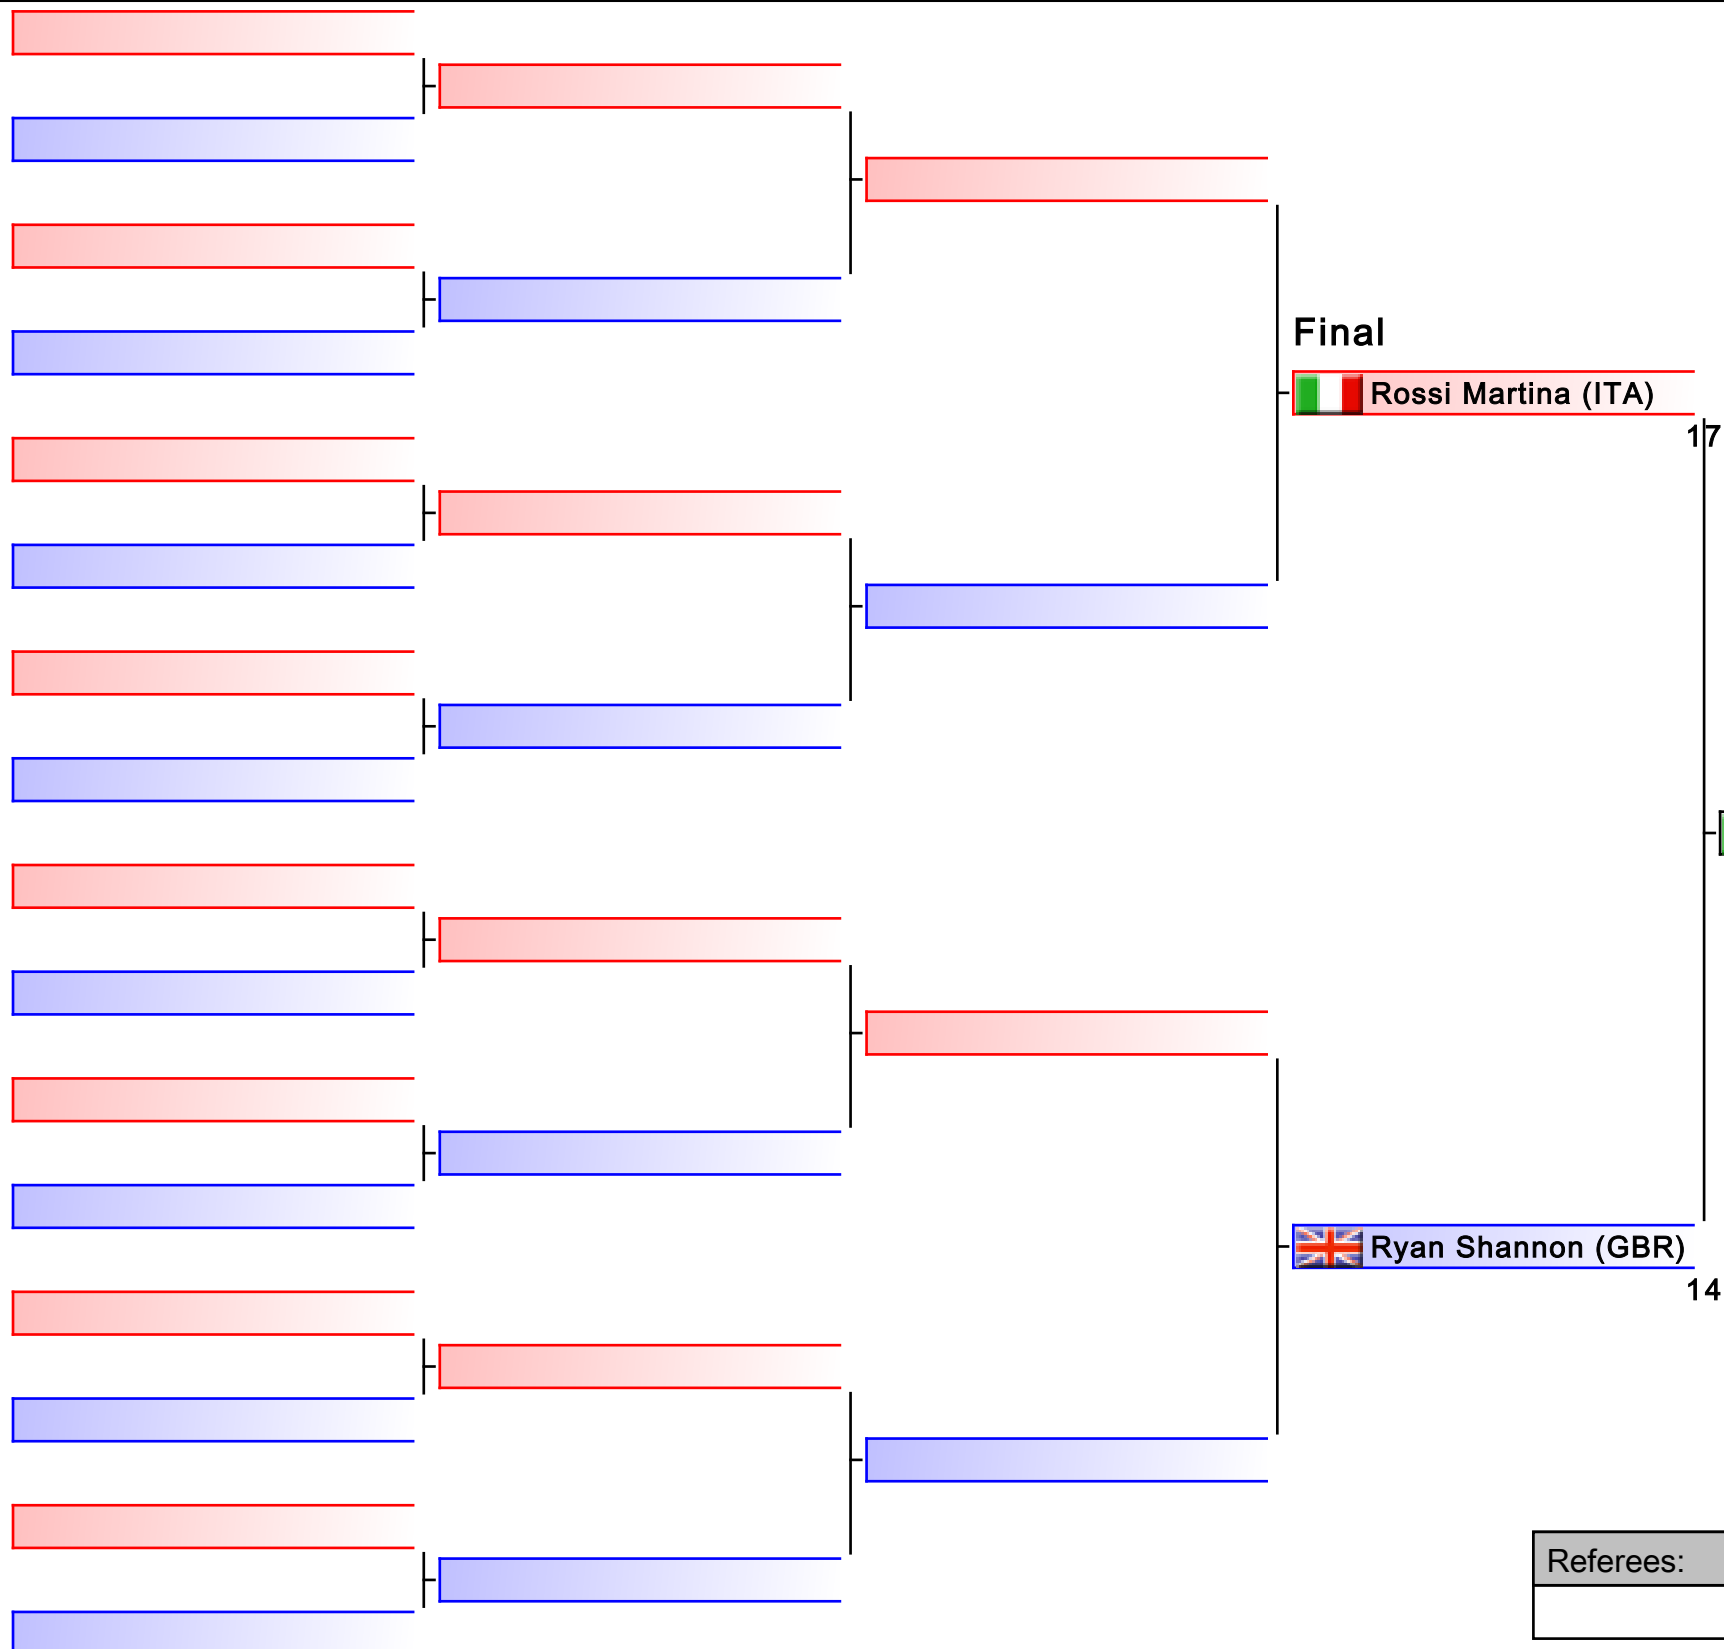 Final
Rossi Martina (ITA)
17
Ryan Shannon (GBR)
14
Referees: